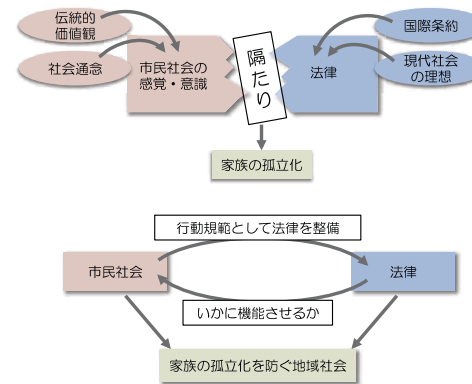 伝統的
価値観
社会通念
市民社会の
感覚・意識
隔たり
法律
国際条約
現代社会
の理想
家族の孤立化
行動規範として法律を整備
市民社会
法律
いかに機能させるか
家族の孤立化を防ぐ地域社会